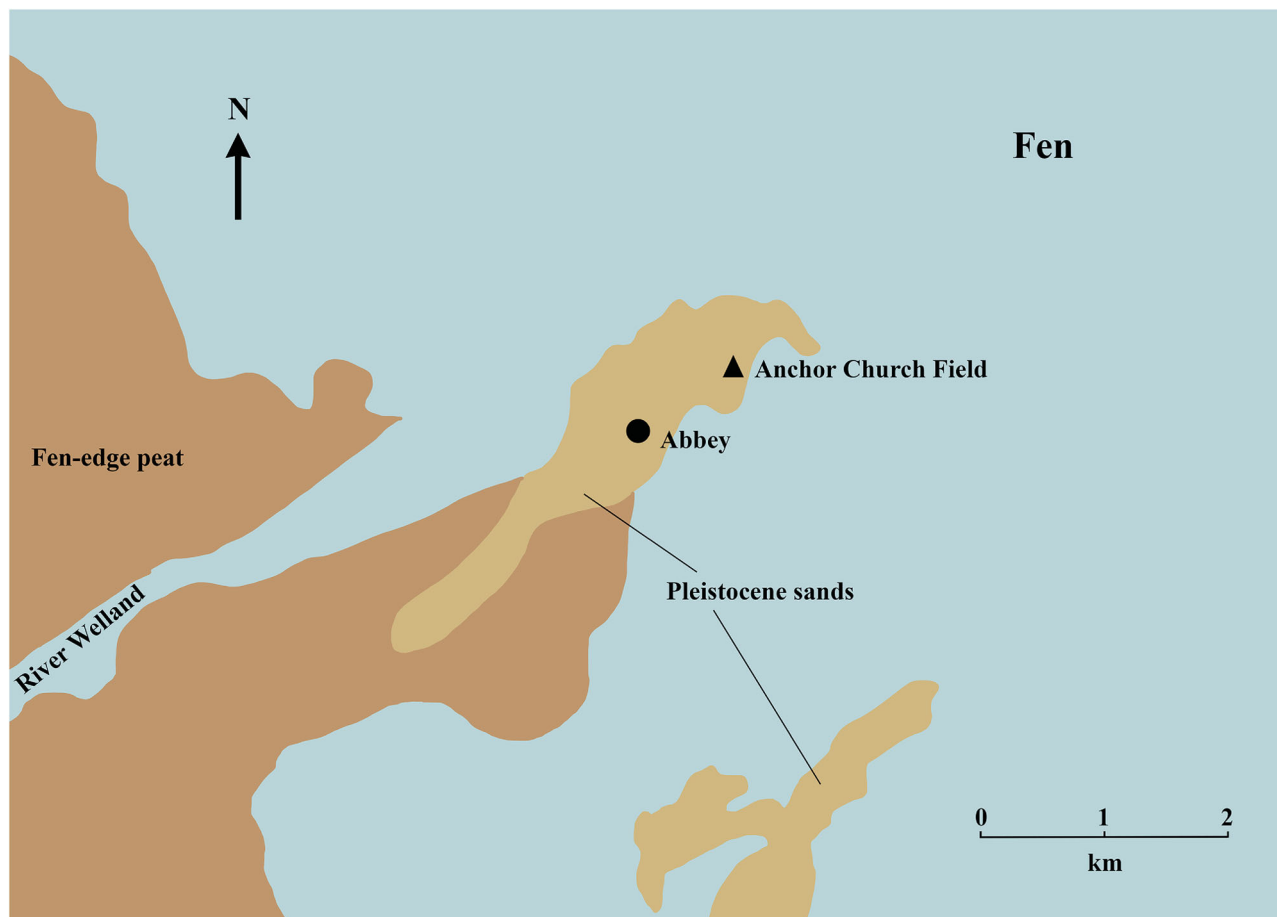 N
Fen
Anchor Church Field
Abbey
Fen-edge peat
Pleistocene sands
River Welland
0 1 2
km